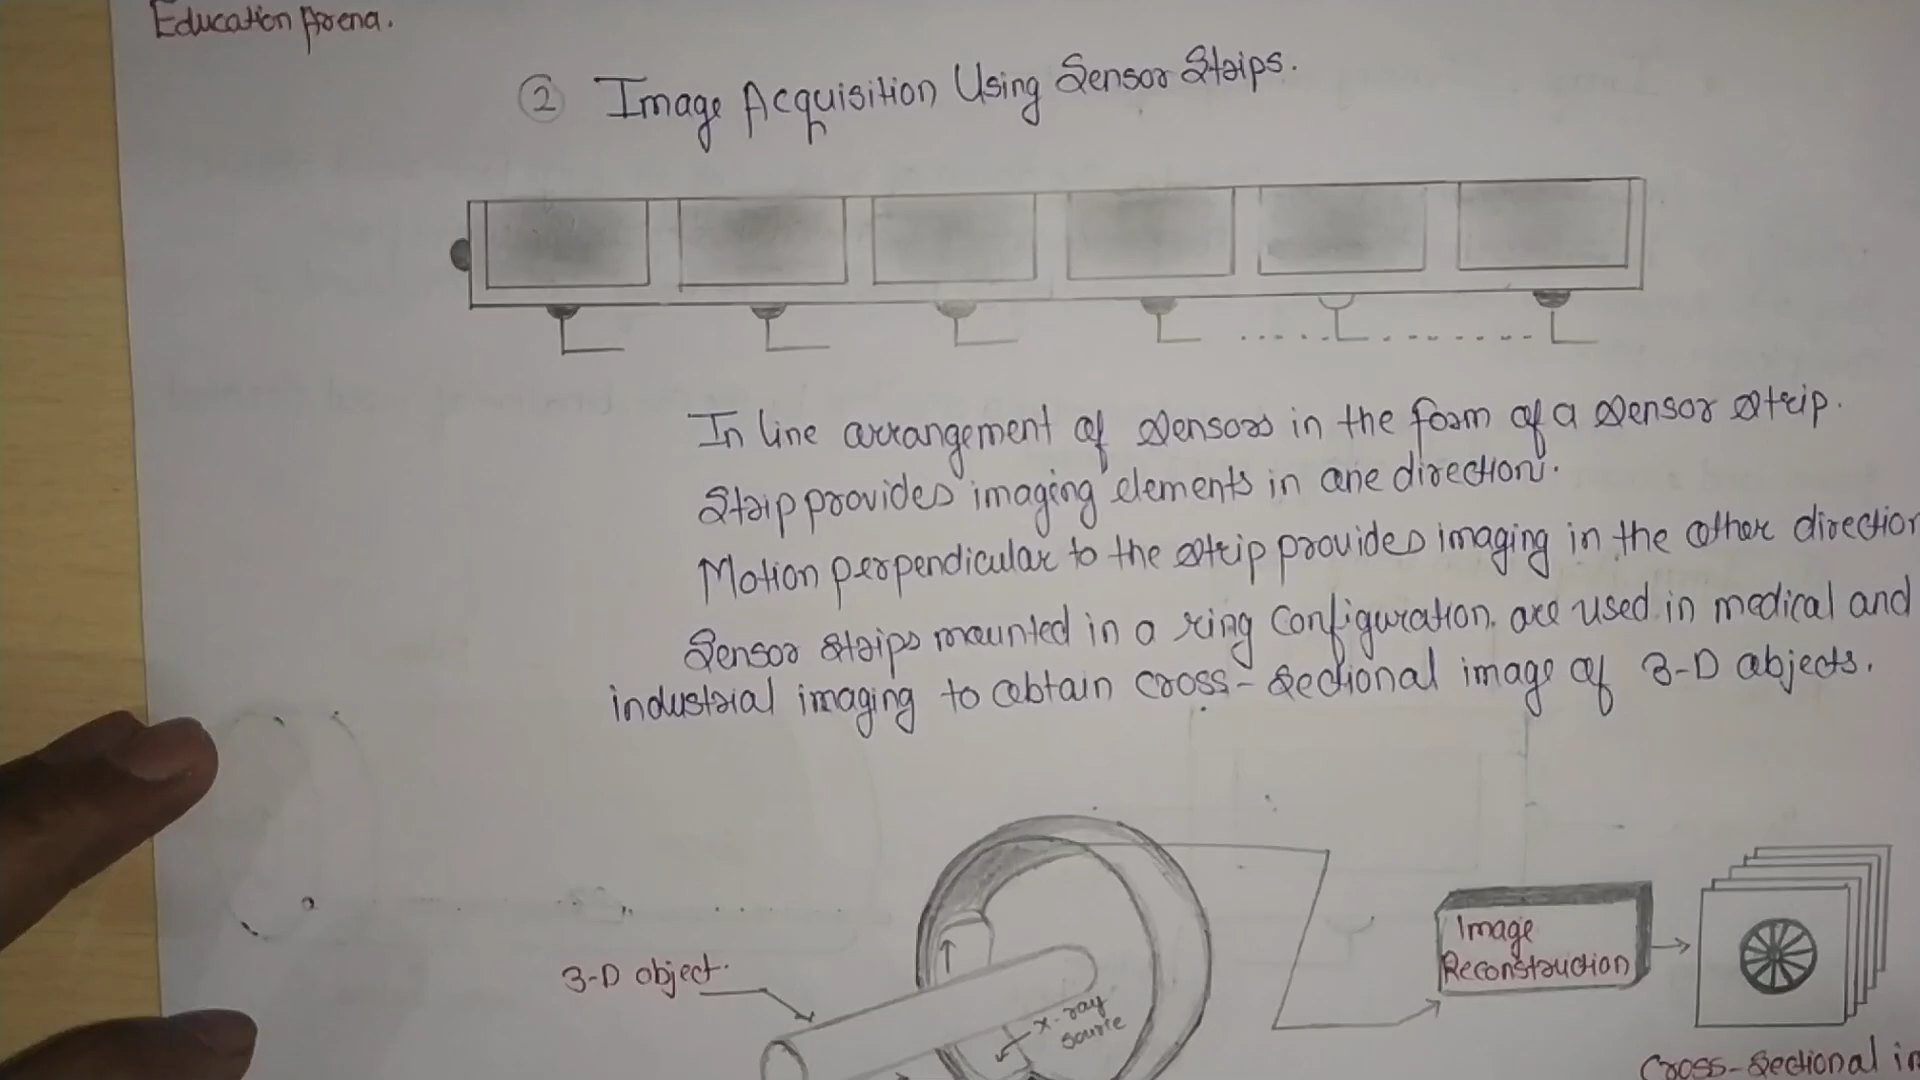 Education Arena.
② Image Acquisition Using Sensor Strips.
In line arrangement of sensors in the form of a sensor strip.
Strip provides imaging elements in one direction.
Motion perpendicular to the strip provides imaging in the other direction
Sensor strips mounted in a ring configuration. are used in medical and
industrial imaging to obtain cross-sectional image of 3-D objects.
3-D object.
x-ray
source
Image
Reconstruction
Cross-sectional